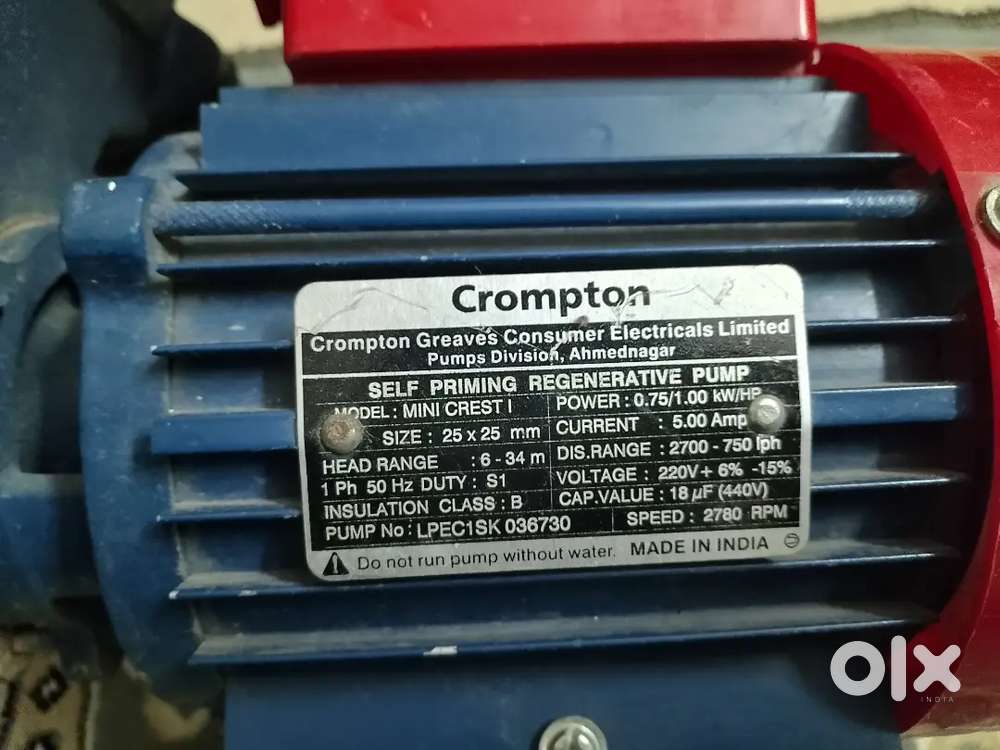 Crompton
Crompton Greaves Consumer Electricals Limited
Pumps Division, Ahmednagar
SELF PRIMING REGENERATIVE PUMP
MODEL : MINI CREST I POWER : 0.75/1.00 kW/HP
SIZE : 25 x 25 mm CURRENT : 5.00 Amp
HEAD RANGE : 6 - 34 m DIS.RANGE : 2700 - 750 lph
1 Ph 50 Hz DUTY : S1 VOLTAGE : 220V + 6% -15%
INSULATION CLASS : B CAP.VALUE : 18 µF (440V)
PUMP No : LPEC1SK 036730 SPEED : 2780 RPM
Do not run pump without water. MADE IN INDIA
OLX
INDIA